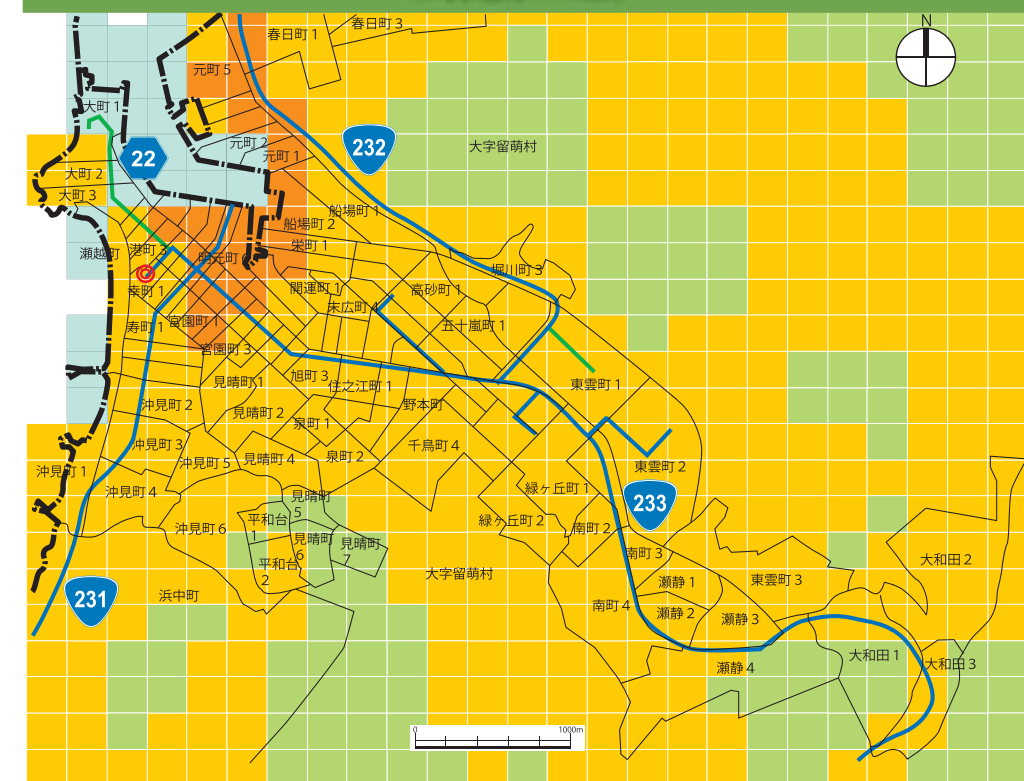 春日町 3
春日町 1
N
元町 5
大町 1
232
大字留萌村
元町 2
22
元町 1
大町 2
大町 3
船場町 1
船場町 2
栄町 1
瀬越町
港町 3
明元町 6
堀川町 3
幸町 1
開運町 1
高砂町 1
末広町 4
寿町 1
宮園町 1
五十嵐町 1
宮園町 3
見晴町 1
旭町 3
住之江町 1
東雲町 1
沖見町 2
見晴町 2
野本町
泉町 1
沖見町 3
千鳥町 4
沖見町 5
見晴町 4
泉町 2
東雲町 2
沖見町 1
沖見町 4
見晴町
5
緑ヶ丘町 1
233
平和台
1
緑ヶ丘町 2
沖見町 6
南町 2
見晴町
6
見晴町
7
南町 3
大和田 2
平和台
2
大字留萌村
瀬静 1
東雲町 3
231
浜中町
南町 4
瀬静 2
瀬静 3
大和田 1
大和田 3
瀬静 4
0
1000m